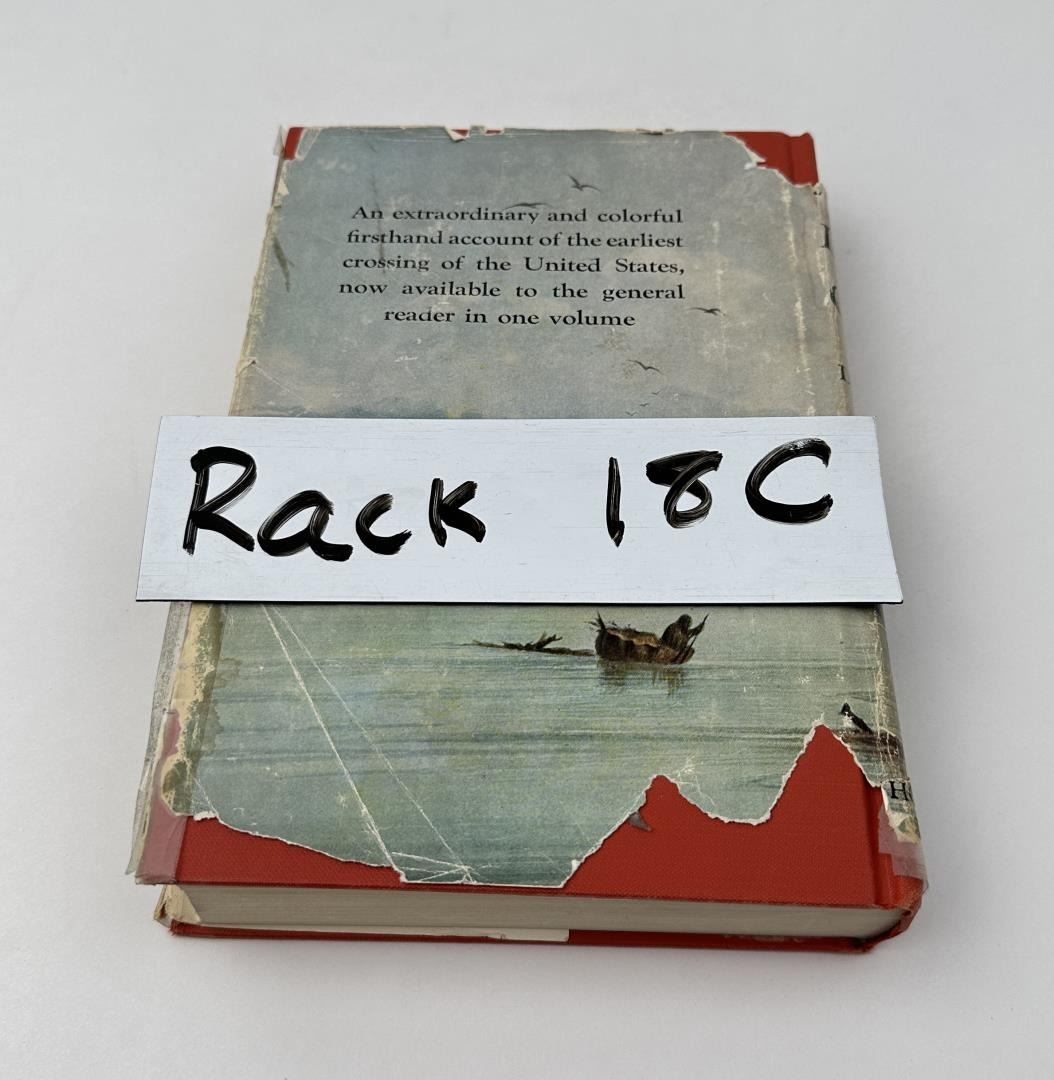 An extraordinary and colorful
firsthand account of the earliest
crossing of the United States,
now available to the general
reader in one volume
Rack 18C